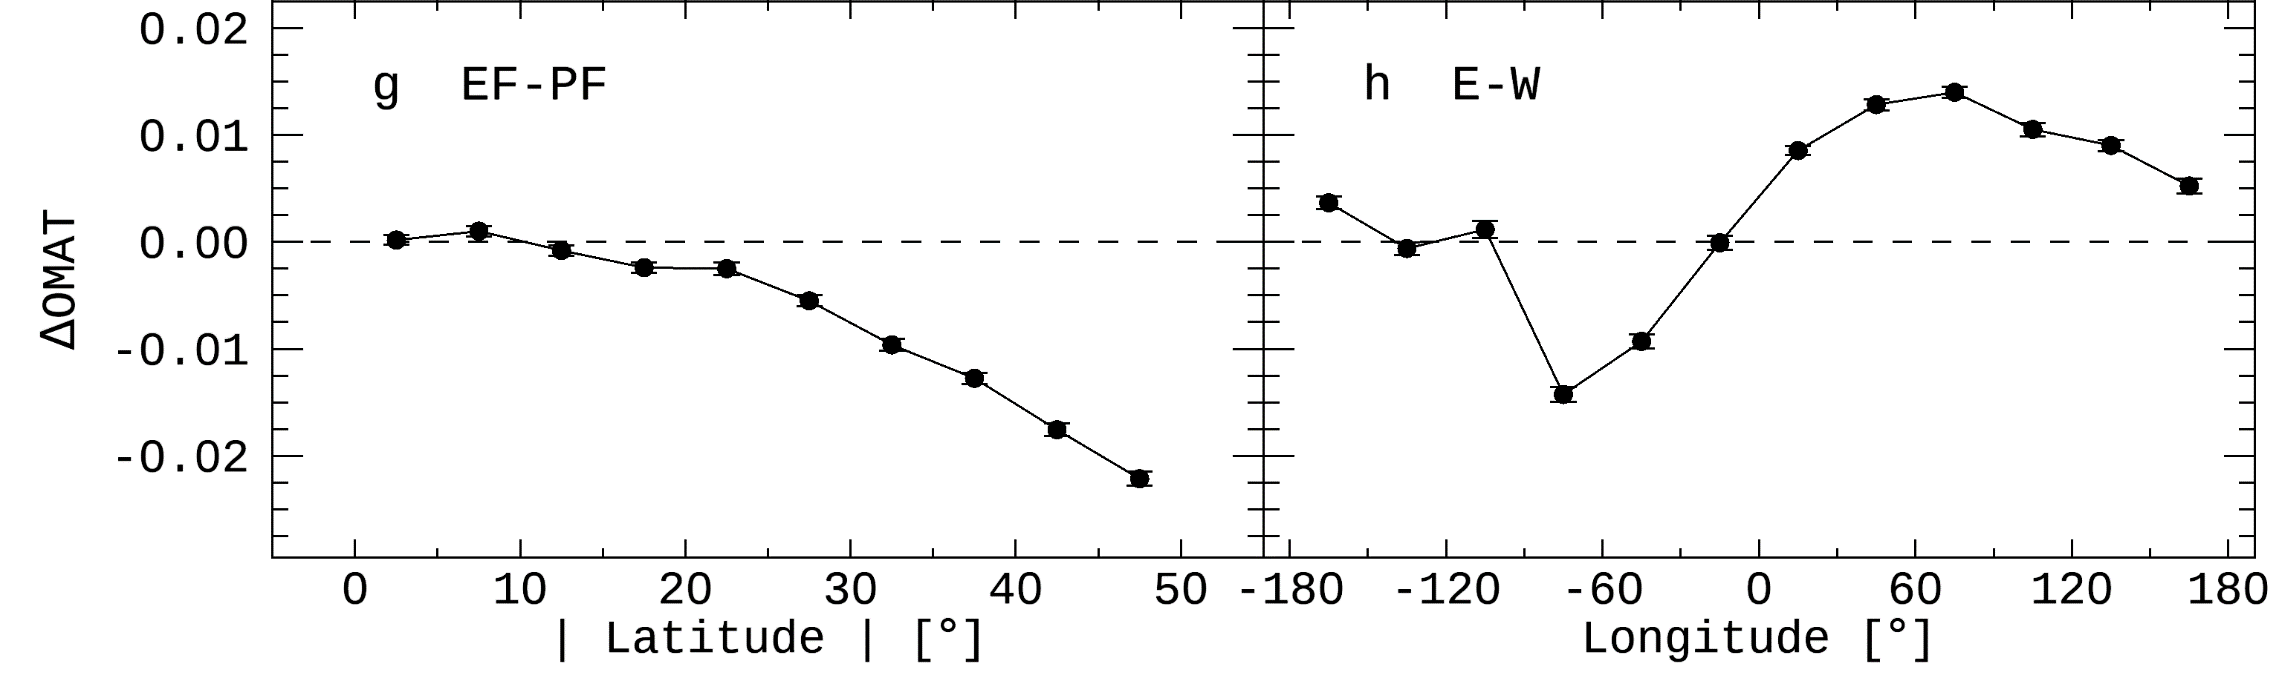 0.02
0.01
0.00
-0.01
-0.02
ΔOMAT
g EF-PF
h E-W
0 10 20 30 40 50
-180 -120 -60 0 60 120 180
| Latitude | [°]
Longitude [°]